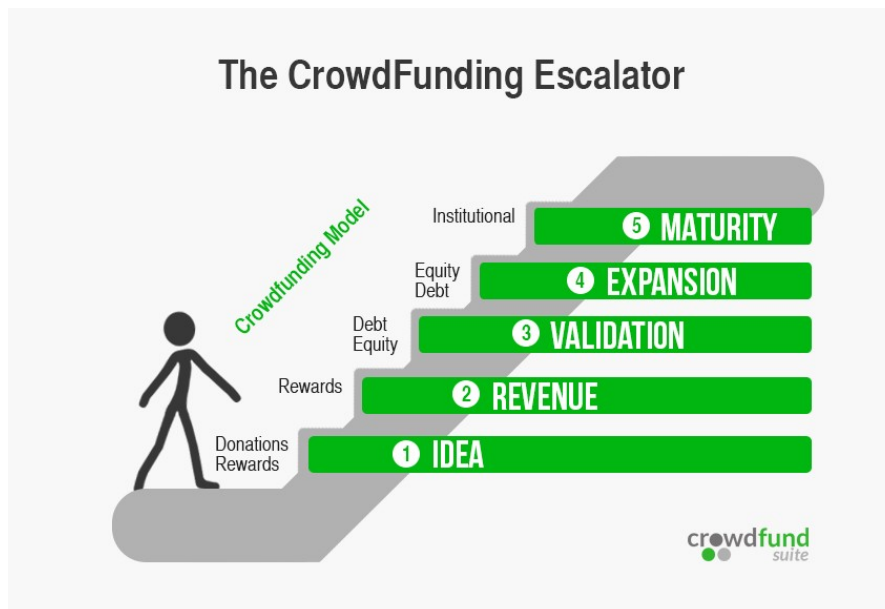 The CrowdFunding Escalator
Crowdfunding Model
Institutional
5 MATURITY
Equity
Debt
4 EXPANSION
Debt
Equity
3 VALIDATION
Rewards
2 REVENUE
Donations
Rewards
1 IDEA
crowdfund
suite